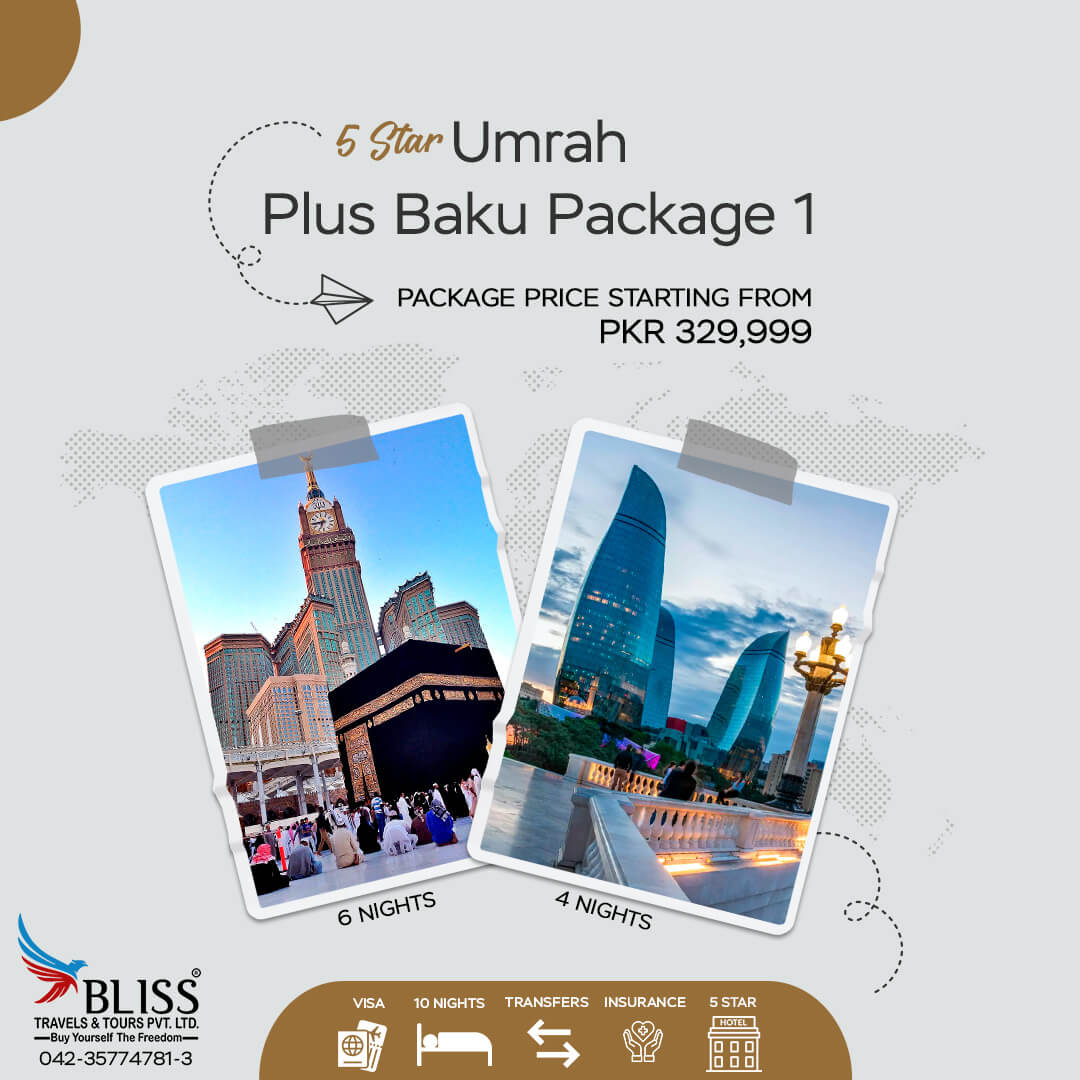 5 Star Umrah
Plus Baku Package 1
PACKAGE PRICE STARTING FROM
PKR 329,999
6 NIGHTS
4 NIGHTS
BLISS®
TRAVELS & TOURS PVT. LTD.
Buy Yourself The Freedom
042-35774781-3
VISA
10 NIGHTS
TRANSFERS
INSURANCE
5 STAR
HOTEL